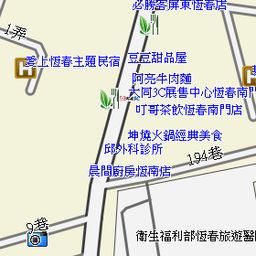 必勝客屏東恆春店
1弄
愛上恆春主題民宿
豆豆甜品屋
阿亮牛肉麵
大同3C展售中心恆春南門
叮哥茶飲恆春南門店
坤燒火鍋經典美食
邱外科診所
194巷
晨間廚房恆南店
9巷
衛生福利部恆春旅遊醫